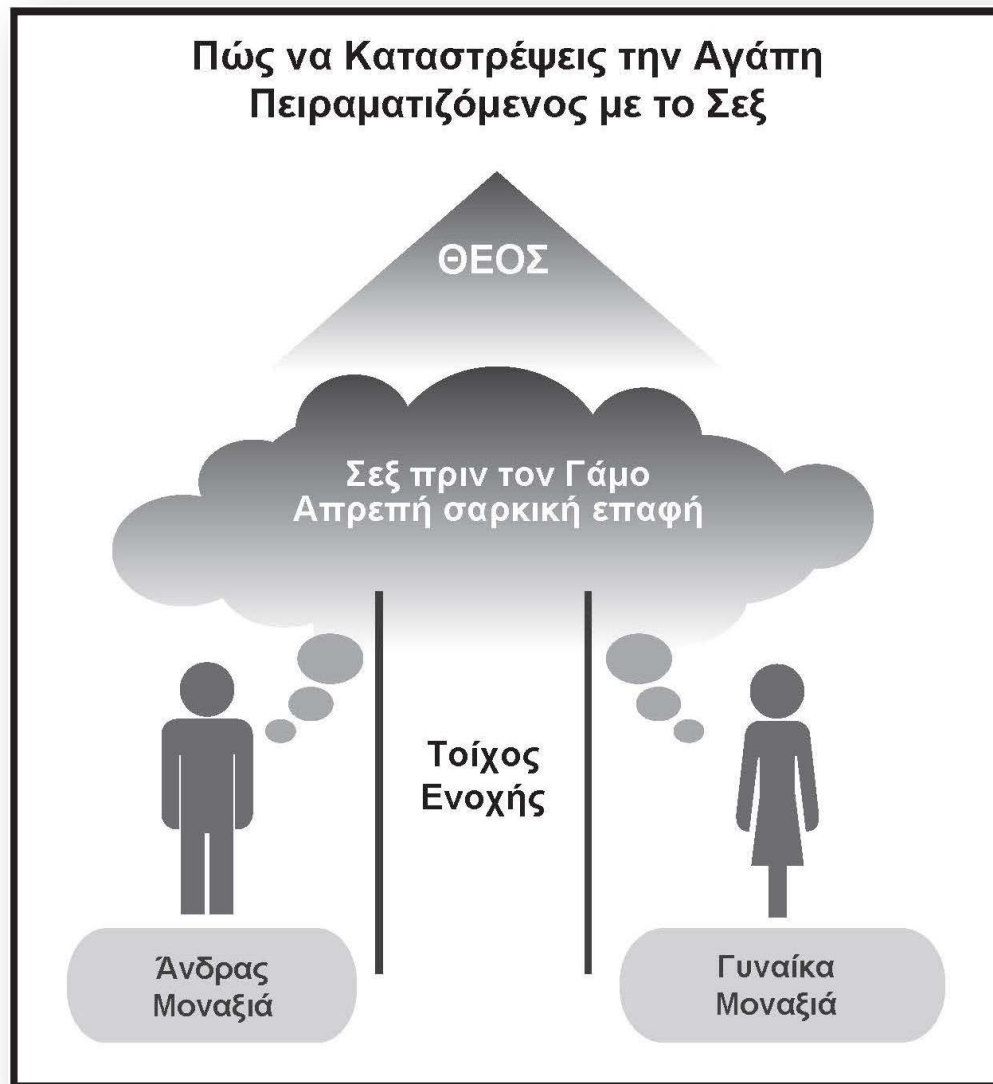 Πώς να Καταστρέψεις την Αγάπη
Πειραματιζόμενος με το Σεξ
ΘΕΟΣ
Σεξ πριν τον Γάμο
Απρεπή σαρκική επαφή
Τοίχος
Ενοχής
Άνδρας
Μοναξιά
Γυναίκα
Μοναξιά